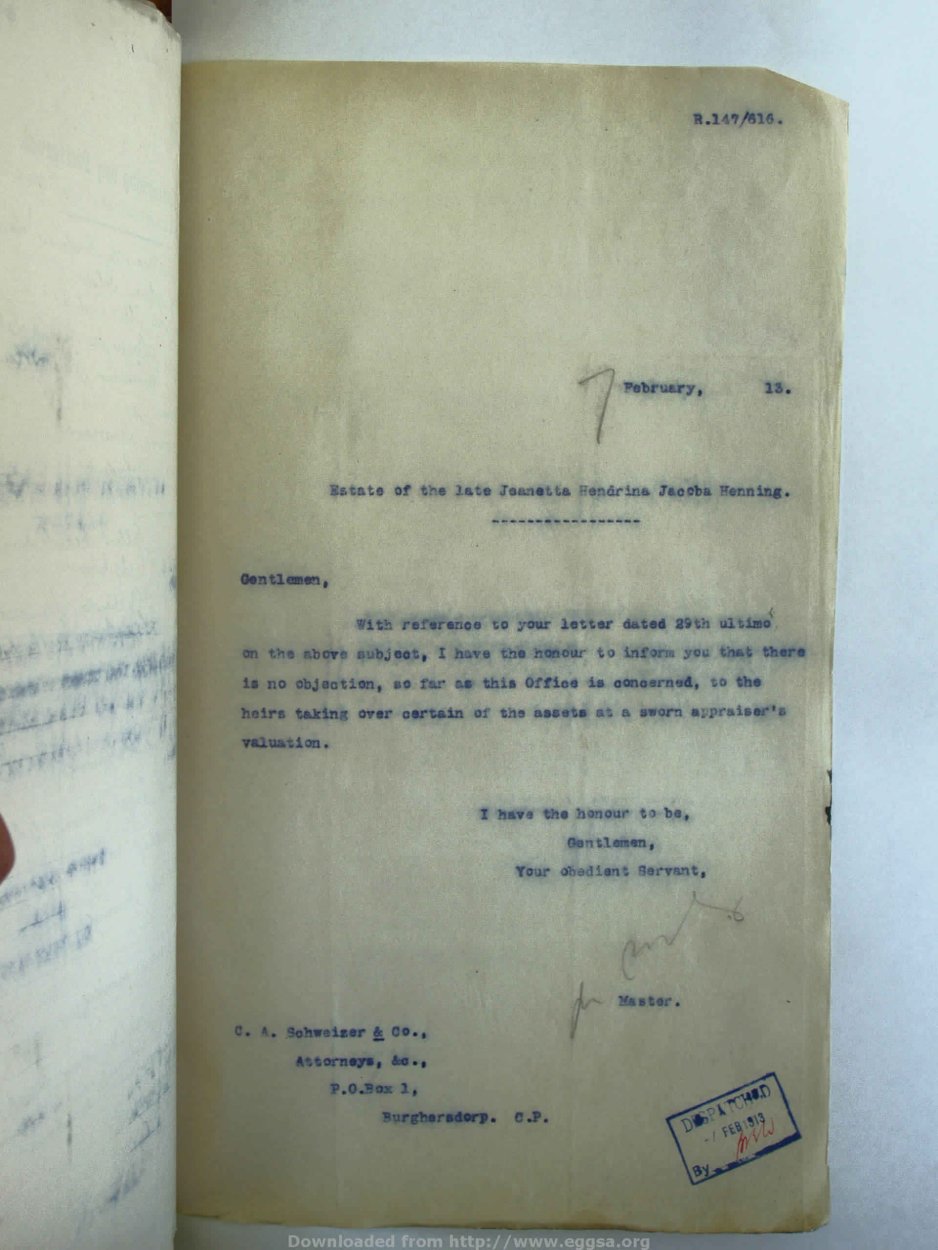 R.147/616.
7 February, 13.
Estate of the late Jeanetta Hendrina Jacoba Henning.
-----------------
Gentlemen,
With reference to your letter dated 29th ultimo
on the above subject, I have the honour to inform you that there
is no objection, so far as this Office is concerned, to the
heirs taking over certain of the assets at a sworn appraiser's
valuation.
I have the honour to be,
Gentlemen,
Your obedient Servant,
for Master.
C. A. Schweizer & Co.,
Attorneys, &c.,
P.O.Box 1,
Burghersdorp. C.P.
DESPATCHED
-7 FEB 1913
By
Downloaded from http://www.eggsa.org